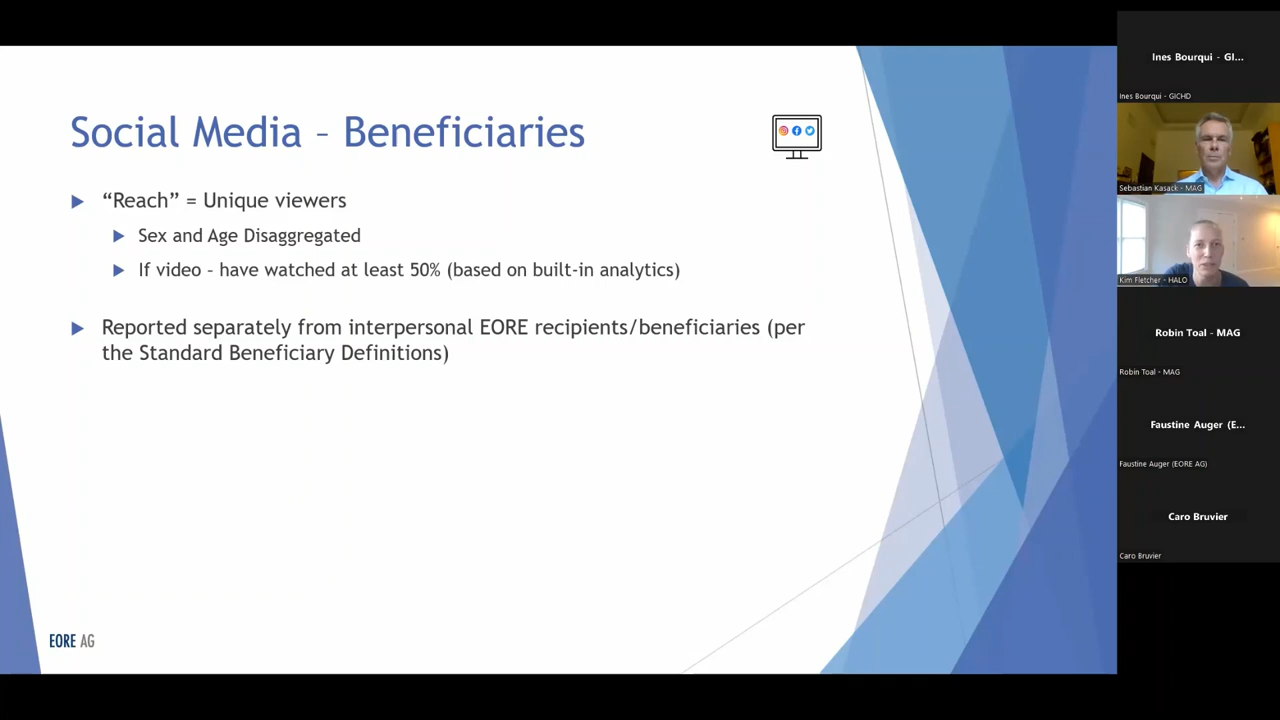 Social Media – Beneficiaries
“Reach” = Unique viewers
Sex and Age Disaggregated
If video – have watched at least 50% (based on built-in analytics)
Reported separately from interpersonal EORE recipients/beneficiaries (per
the Standard Beneficiary Definitions)
EORE AG
Ines Bourqui - GI...
Ines Bourqui - GICHD
Sebastian Kasack - MAG
Kim Fletcher - HALO
Robin Toal - MAG
Robin Toal - MAG
Faustine Auger (E...
Faustine Auger (EORE AG)
Caro Bruvier
Caro Bruvier